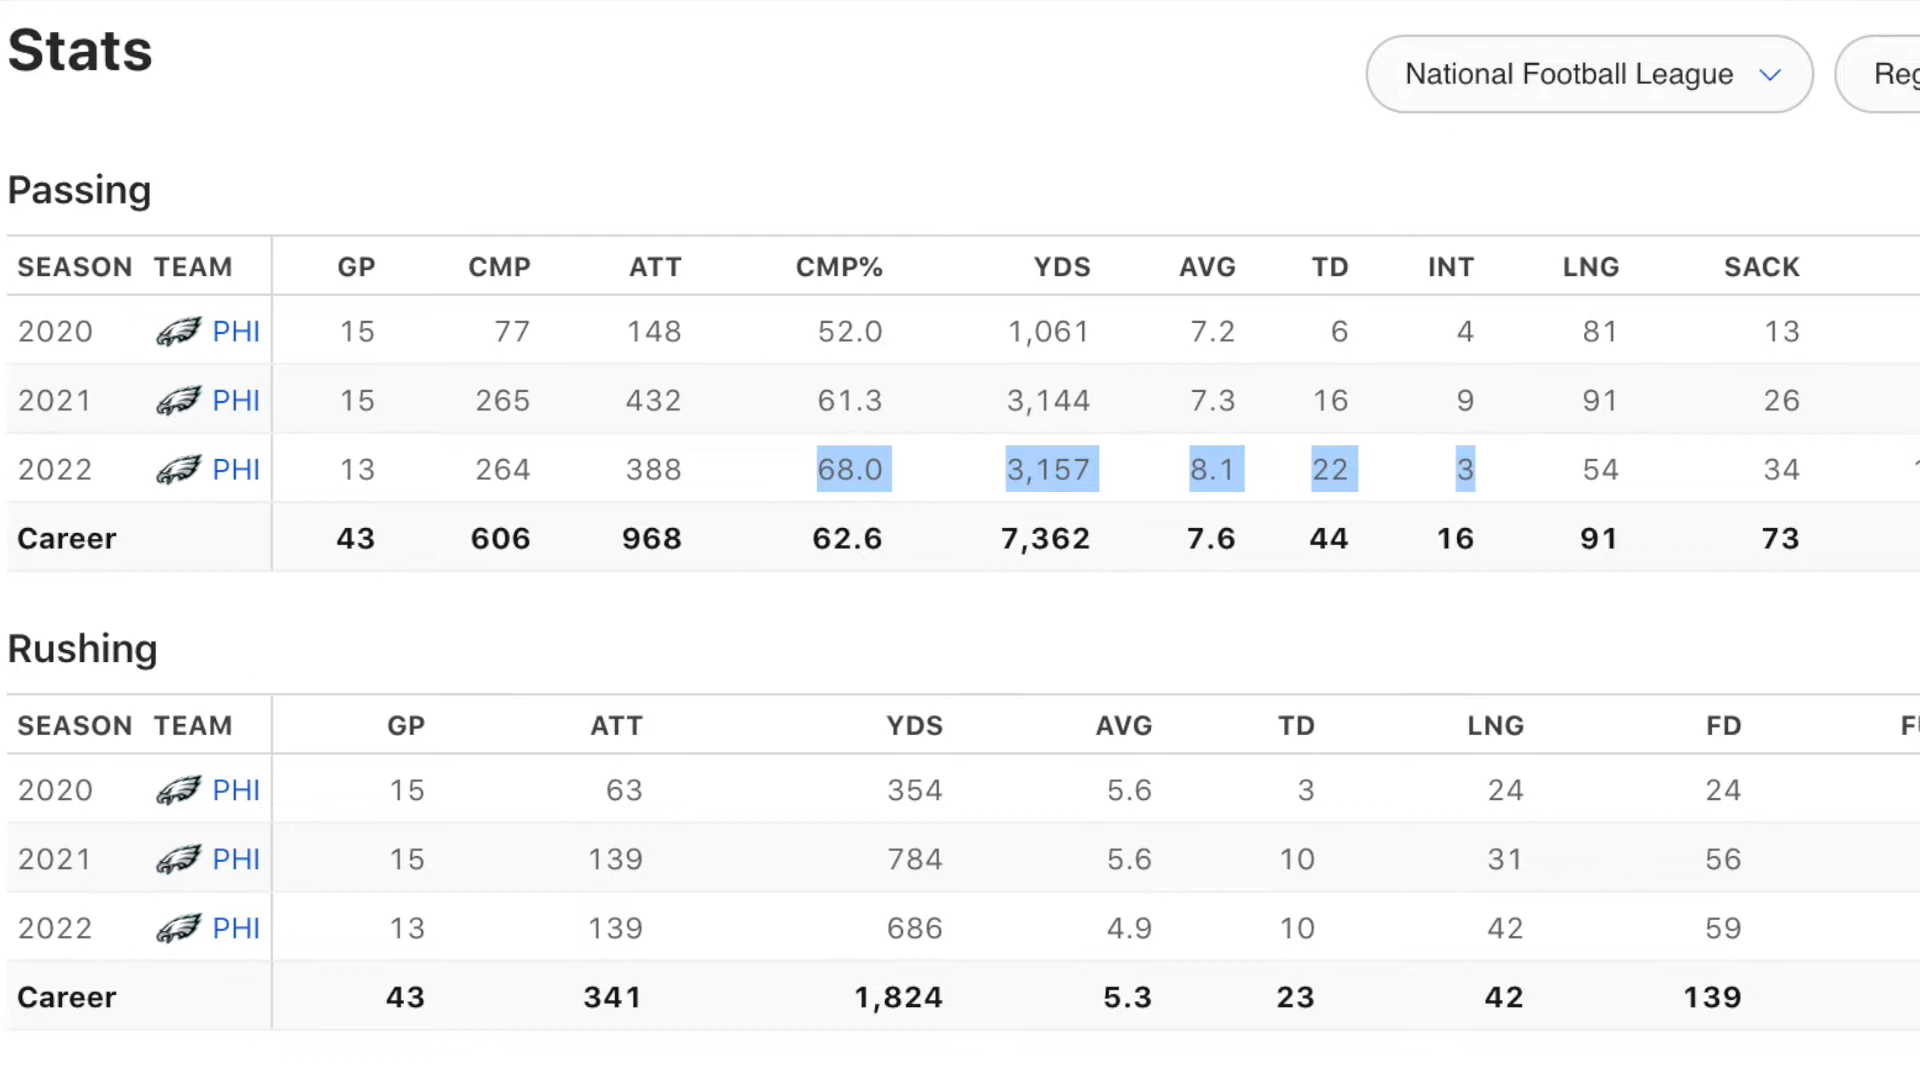 Stats
National Football League
Reg
Passing
SEASON TEAM GP CMP ATT CMP% YDS AVG TD INT LNG SACK
2020 PHI 15 77 148 52.0 1,061 7.2 6 4 81 13
2021 PHI 15 265 432 61.3 3,144 7.3 16 9 91 26
2022 PHI 13 264 388 68.0 3,157 8.1 22 3 54 34
Career 43 606 968 62.6 7,362 7.6 44 16 91 73
Rushing
SEASON TEAM GP ATT YDS AVG TD LNG FD
2020 PHI 15 63 354 5.6 3 24 24
2021 PHI 15 139 784 5.6 10 31 56
2022 PHI 13 139 686 4.9 10 42 59
Career 43 341 1,824 5.3 23 42 139